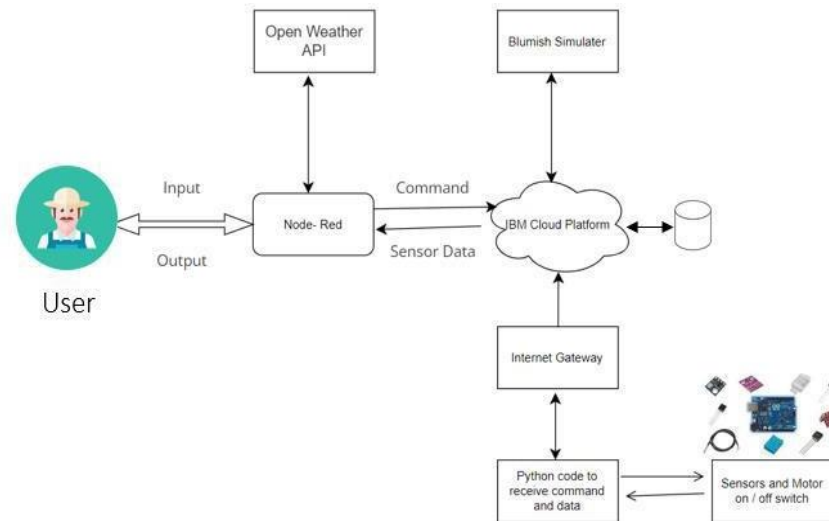 Open Weather
API
Blumish Simulater
Input
Command
Node- Red
IBM Cloud Platform
Output
Sensor Data
User
Internet Gateway
Python code to
receive command
and data
Sensors and Motor
on / off switch